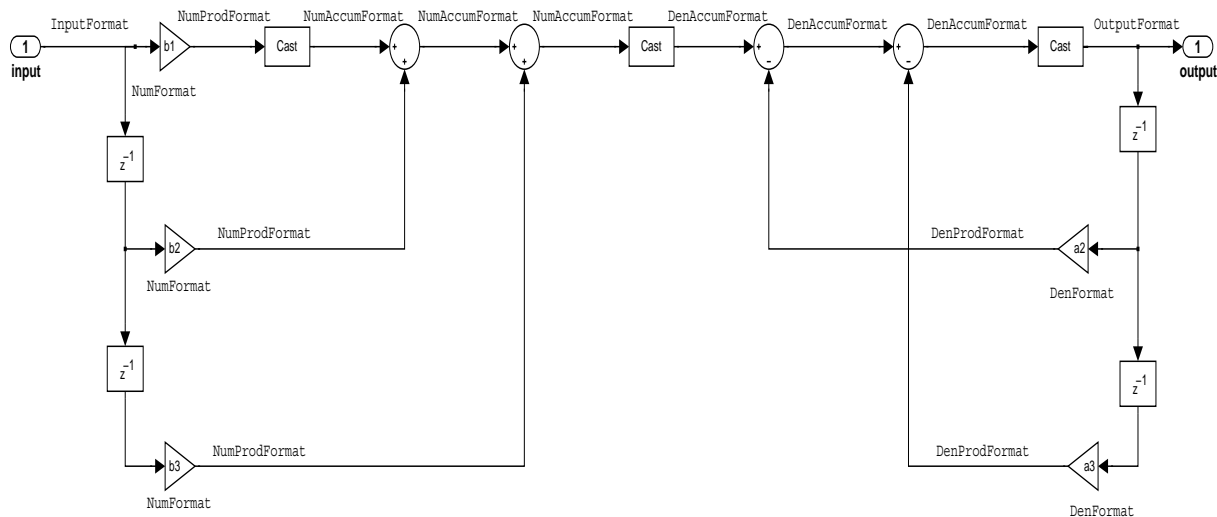 InputFormat
NumProdFormat
NumAccumFormat
NumAccumFormat
NumAccumFormat
DenAccumFormat
DenAccumFormat
DenAccumFormat
OutputFormat
1
input
b1
Cast
+
+
+
+
Cast
+
−
+
−
Cast
1
output
NumFormat
z−1
z−1
b2
NumProdFormat
NumFormat
DenProdFormat
a2
DenFormat
z−1
z−1
b3
NumProdFormat
NumFormat
DenProdFormat
a3
DenFormat